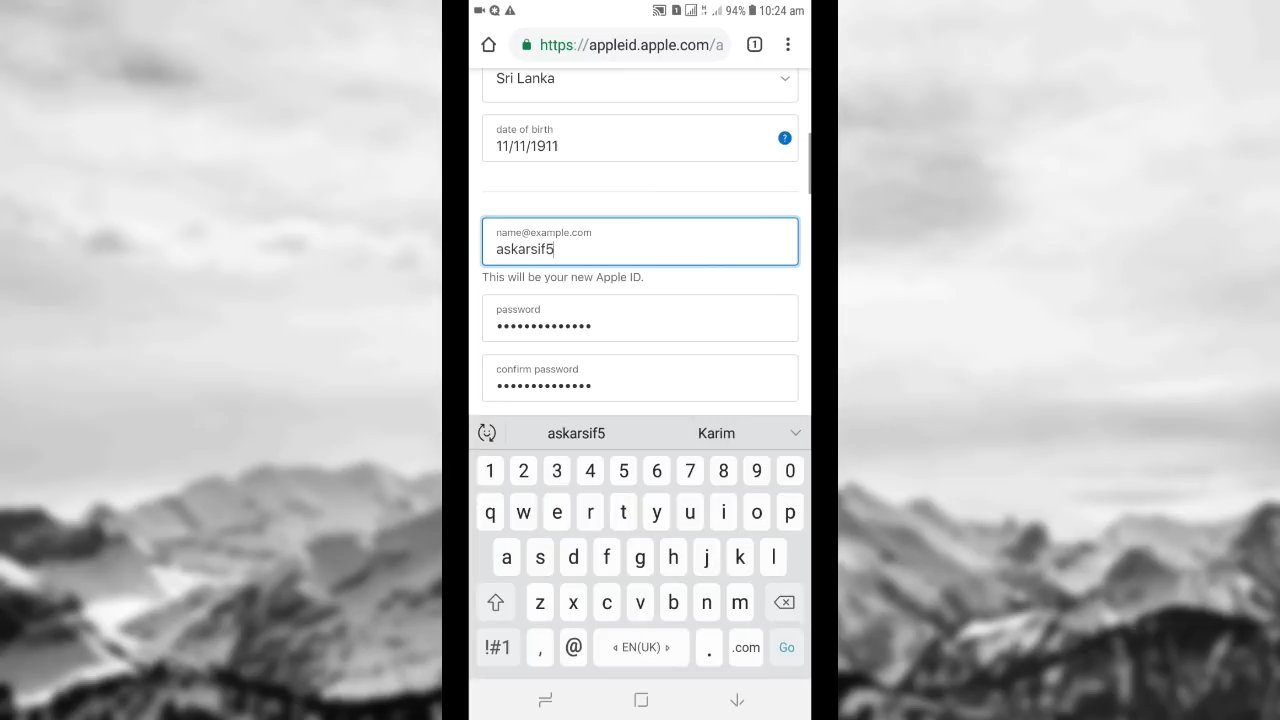 94% 10:24 am
https://appleid.apple.com/a 1
Sri Lanka
date of birth
11/11/1911
?
name@example.com
askarsif5
This will be your new Apple ID.
password
••••••••••••••
confirm password
••••••••••••••
askarsif5 Karim
1 2 3 4 5 6 7 8 9 0
q w e r t y u i o p
a s d f g h j k l
z x c v b n m
!#1 , @ EN(UK) . .com Go